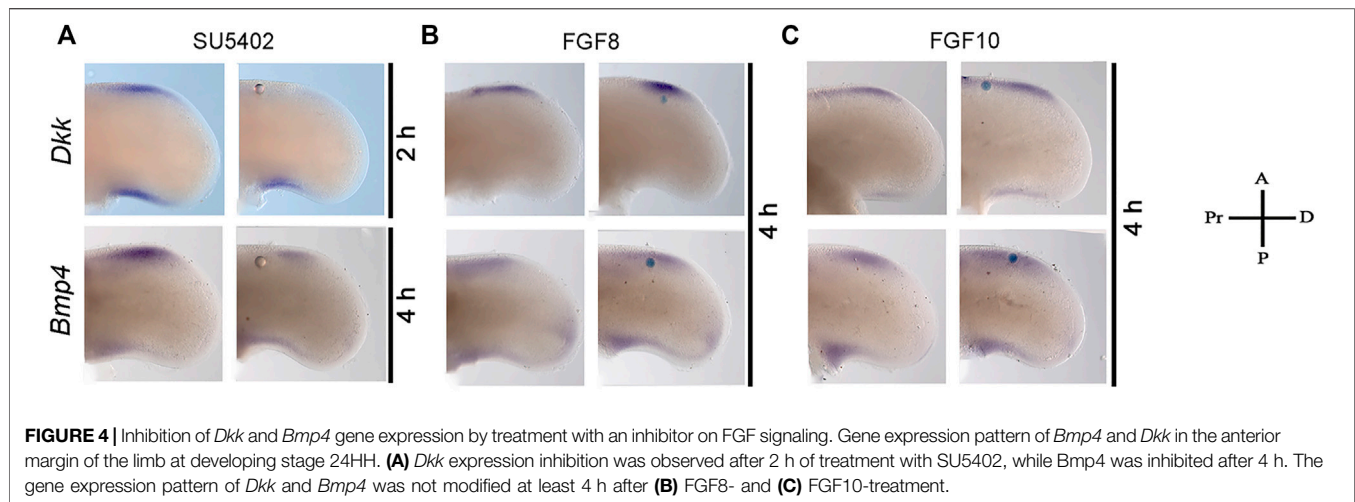 A SU5402 B FGF8 C FGF10
Dkk 2 h
Bmp4 4 h 4 h 4 h
A
Pr D
P
FIGURE 4 | Inhibition of Dkk and Bmp4 gene expression by treatment with an inhibitor on FGF signaling. Gene expression pattern of Bmp4 and Dkk in the anterior
margin of the limb at developing stage 24HH. (A) Dkk expression inhibition was observed after 2 h of treatment with SU5402, while Bmp4 was inhibited after 4 h. The
gene expression pattern of Dkk and Bmp4 was not modified at least 4 h after (B) FGF8- and (C) FGF10-treatment.